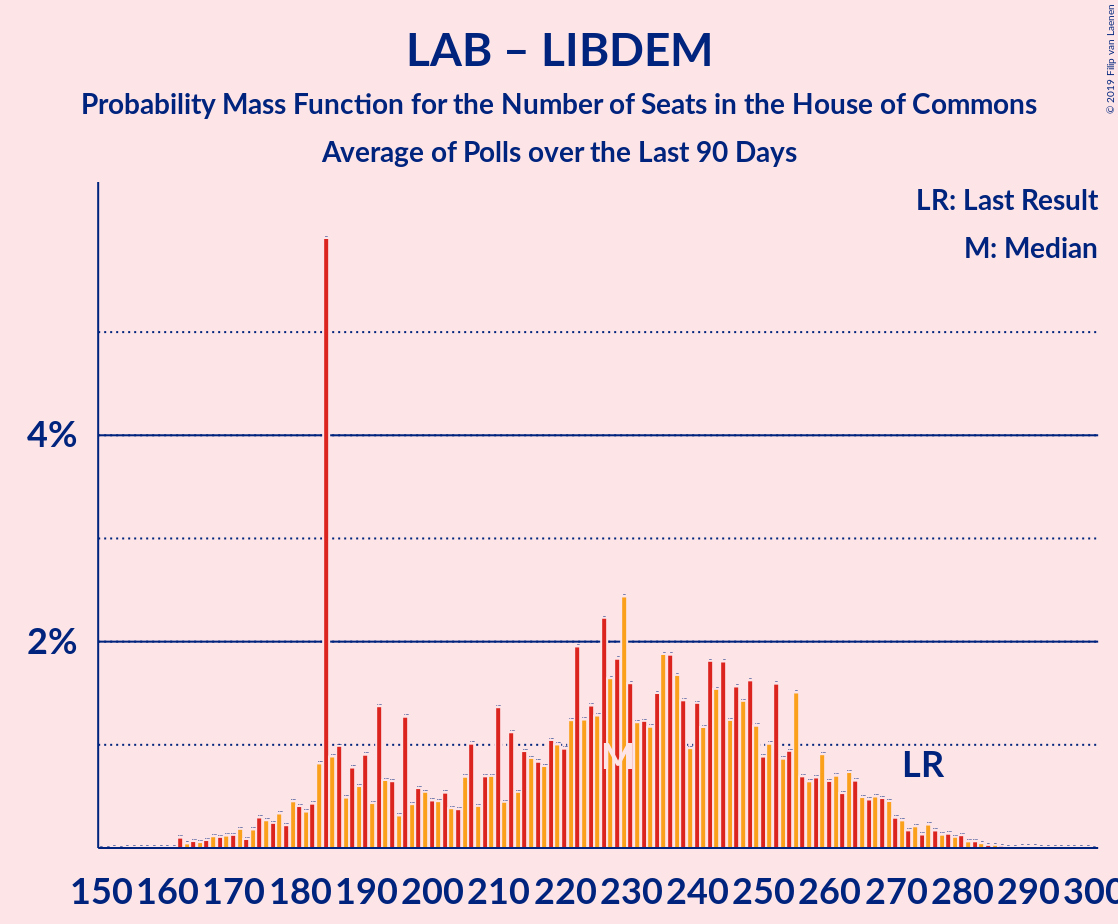 LAB – LIBDEM
Probability Mass Function for the Number of Seats in the House of Commons
Average of Polls over the Last 90 Days
© 2019 Filip van Laenen
LR: Last Result
M: Median
4%
2%
M
LR
150 160 170 180 190 200 210 220 230 240 250 260 270 280 290 300